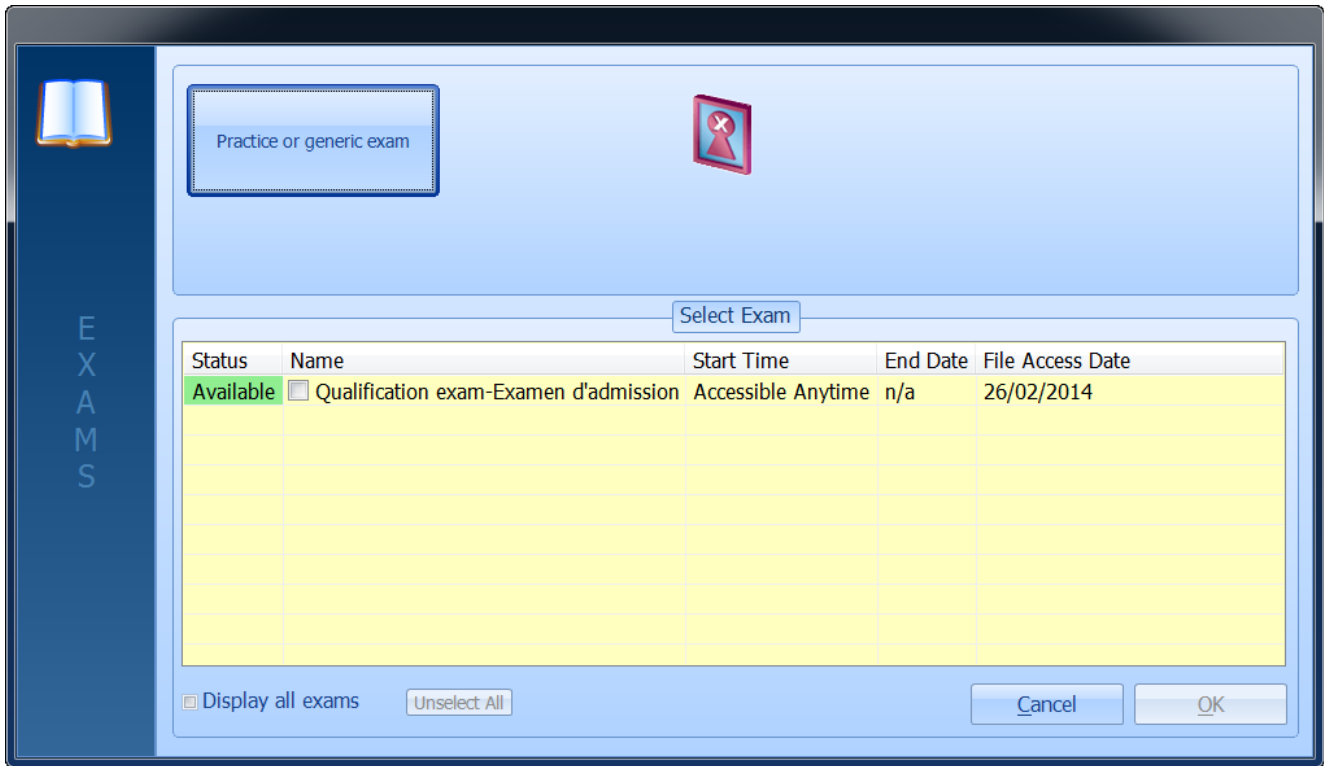 Practice or generic exam
E
X
A
M
S
Select Exam
Status Name Start Time End Date File Access Date
Available Qualification exam-Examen d'admission Accessible Anytime n/a 26/02/2014
Display all exams Unselect All Cancel OK